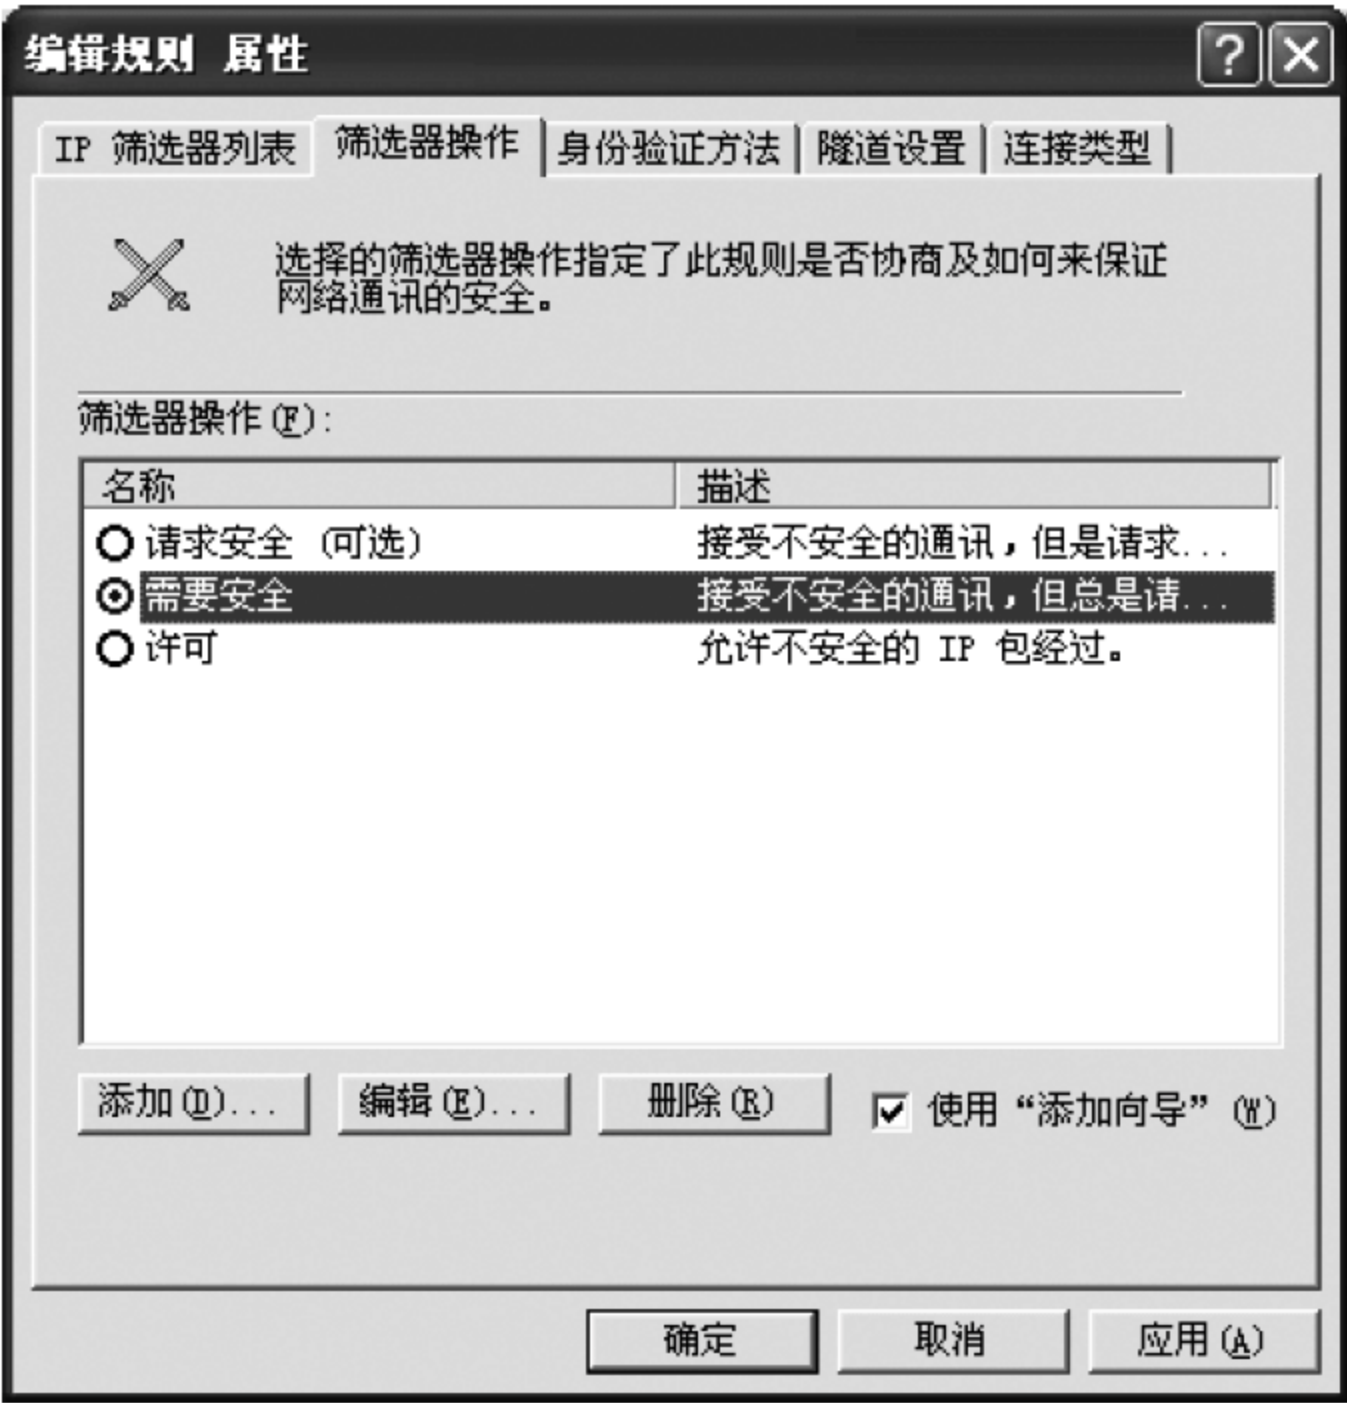 编辑规则 属性
IP 筛选器列表 筛选器操作 身份验证方法 隧道设置 连接类型
选择的筛选器操作指定了此规则是否协商及如何来保证
网络通讯的安全。
筛选器操作(F):
名称 描述
请求安全 (可选) 接受不安全的通讯，但是请求...
需要安全 接受不安全的通讯，但总是请...
许可 允许不安全的 IP 包经过。
添加(D)... 编辑(E)... 删除(R) 使用“添加向导”(W)
确定 取消 应用(A)